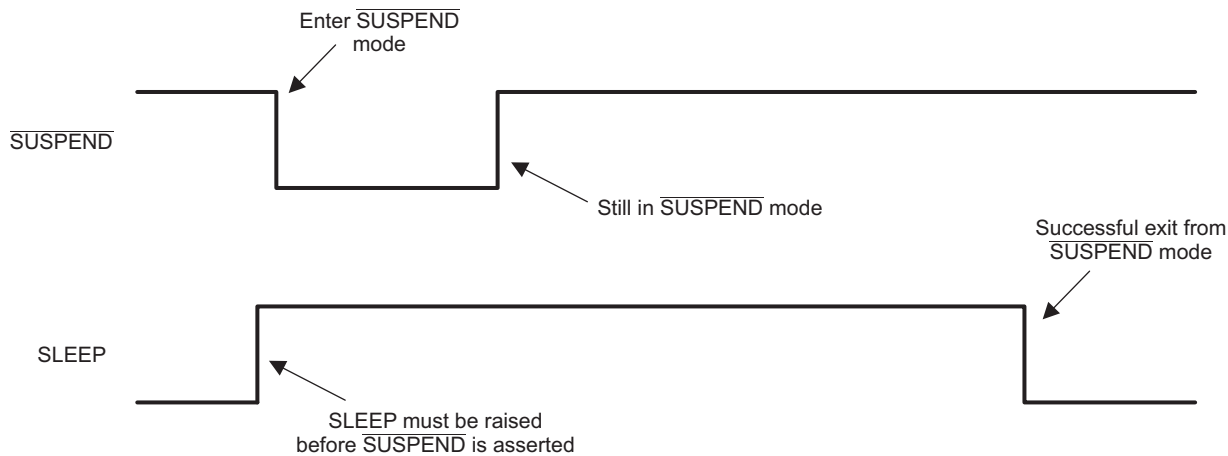 Enter SUSPEND
mode
SUSPEND
Still in SUSPEND mode
Successful exit from
SUSPEND mode
SLEEP
SLEEP must be raised
before SUSPEND is asserted